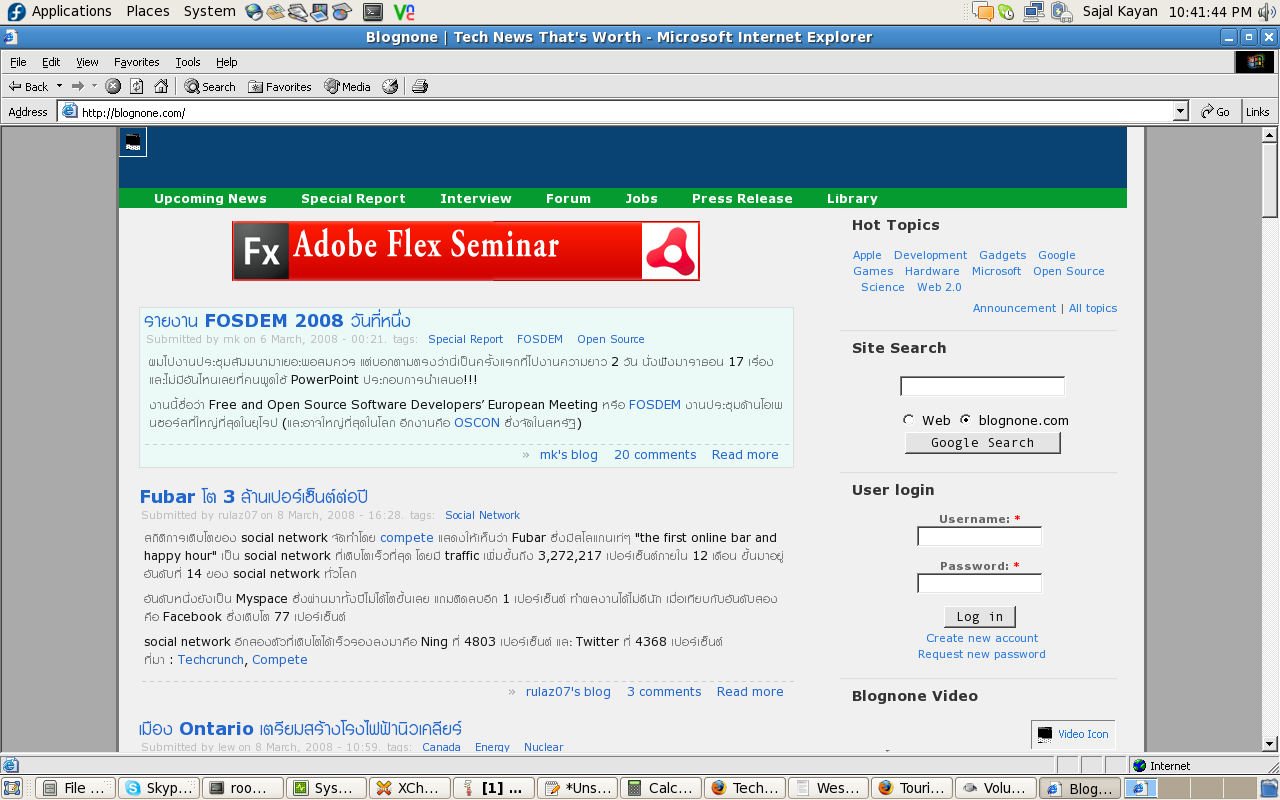 Applications Places System Sajal Kayan 10:41:44 PM
Blognone | Tech News That's Worth - Microsoft Internet Explorer
File Edit View Favorites Tools Help
Back Search Favorites Media
Address http://blognone.com/ Go Links
Upcoming News Special Report Interview Forum Jobs Press Release Library
Fx Adobe Flex Seminar
รายงาน FOSDEM 2008 วันที่หนึ่ง
Submitted by mk on 6 March, 2008 - 00:21. tags: Special Report FOSDEM Open Source
ผมไปงานประชุมสัมมนามาเยอะพอสมควร แต่บอกตามตรงว่านี่เป็นครั้งแรกที่ไปงานความยาว 2 วัน นั่งฟังมาราธอน 17 เรื่อง
และไม่มีอันไหนเลยที่คนพูดใช้ PowerPoint ประกอบการนำเสนอ!!!
งานนี้ชื่อว่า Free and Open Source Software Developers’ European Meeting หรือ FOSDEM งานประชุมด้านโอเพ
นซอร์สที่ใหญ่ที่สุดในยุโรป (และอาจใหญ่ที่สุดในโลก อีกงานคือ OSCON ซึ่งจัดในสหรัฐ)
» mk's blog 20 comments Read more
Fubar โต 3 ล้านเปอร์เซ็นต์ต่อปี
Submitted by rulaz07 on 8 March, 2008 - 16:28. tags: Social Network
สถิติการเติบโตของ social network จัดทำโดย compete แสดงให้เห็นว่า Fubar ซึ่งมีสโลแกนเท่ๆ "the first online bar and
happy hour" เป็น social network ที่เติบโตเร็วที่สุด โดยมี traffic เพิ่มขึ้นถึง 3,272,217 เปอร์เซ็นต์ภายใน 12 เดือน ขึ้นมาอยู่
อันดับที่ 14 ของ social network ทั่วโลก
อันดับหนึ่งยังเป็น Myspace ซึ่งผ่านมาทั้งปีไม่ได้โตขึ้นเลย แถมติดลบอีก 1 เปอร์เซ็นต์ ทำผลงานได้ไม่ดีนัก เมื่อเทียบกับอันดับสอง
คือ Facebook ซึ่งเติบโต 77 เปอร์เซ็นต์
social network อีกสองตัวที่เติบโตได้เร็วรองลงมาคือ Ning ที่ 4803 เปอร์เซ็นต์ และ Twitter ที่ 4368 เปอร์เซ็นต์
ที่มา : Techcrunch, Compete
» rulaz07's blog 3 comments Read more
เมือง Ontario เตรียมสร้างโรงไฟฟ้านิวเคลียร์
Submitted by lew on 8 March, 2008 - 10:59. tags: Canada Energy Nuclear
Hot Topics
Apple Development Gadgets Google
Games Hardware Microsoft Open Source
Science Web 2.0
Announcement | All topics
Site Search
Web blognone.com
Google Search
User login
Username: *
Password: *
Log in
Create new account
Request new password
Blognone Video
Video Icon
Internet
File ... Skyp... roo... Sys... XCh... [1] ... *Uns... Calc... Tech... Wes... Touri... Volu... Blog...